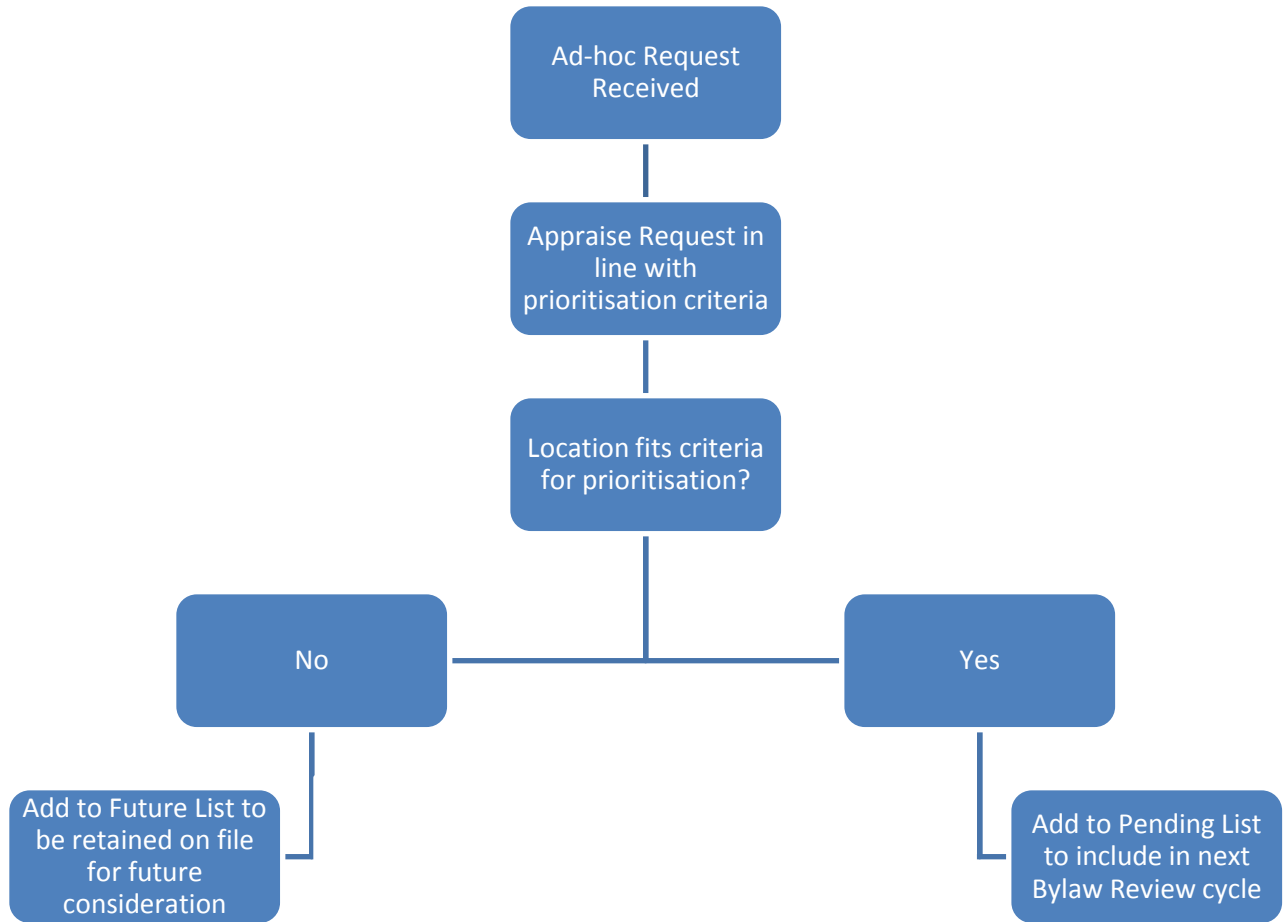 Ad-hoc Request
Received
Appraise Request in
line with
prioritisation criteria
Location fits criteria
for prioritisation?
No
Yes
Add to Future List to
be retained on file
for future
consideration
Add to Pending List
to include in next
Bylaw Review cycle